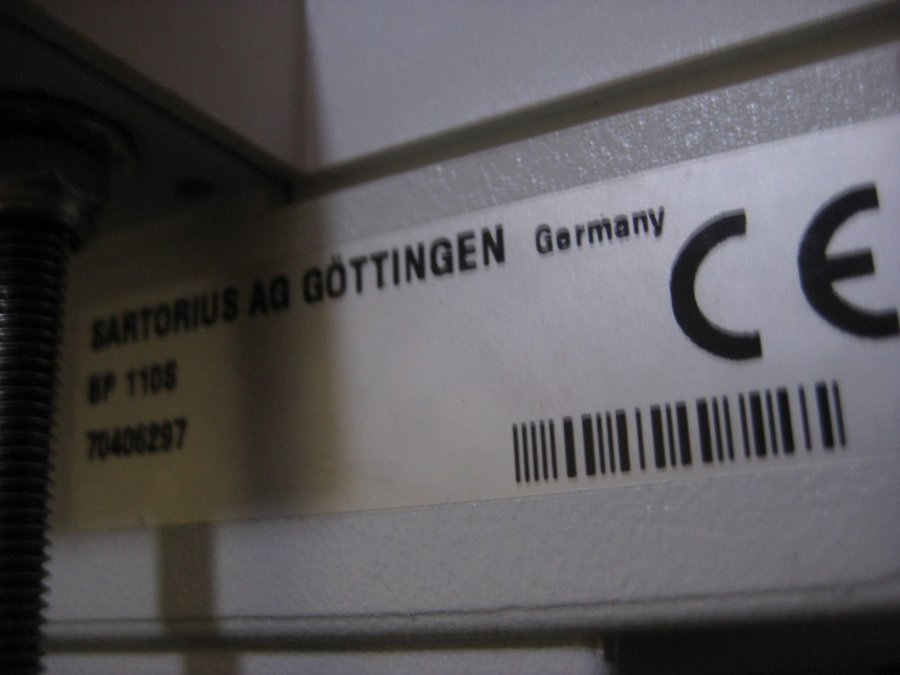 SARTORIUS AG GÖTTINGEN Germany CE
BP 110S
70406297